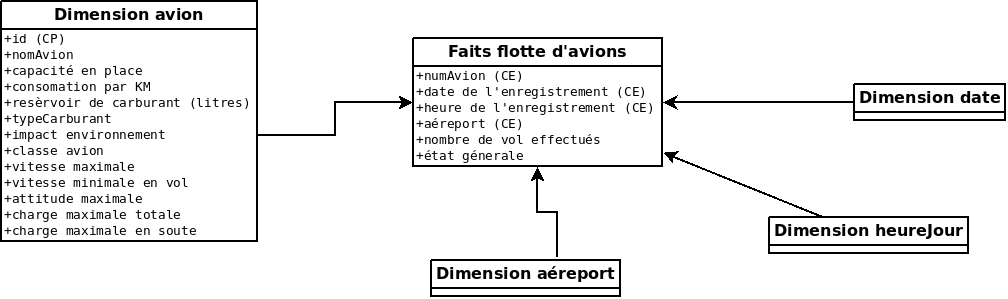 Dimension avion
+id (CP)
+nomAvion
+capacité en place
+consomation par KM
+resèrvoir de carburant (litres)
+typeCarburant
+impact environnement
+classe avion
+vitesse maximale
+vitesse minimale en vol
+attitude maximale
+charge maximale totale
+charge maximale en soute
Faits flotte d'avions
+numAvion (CE)
+date de l'enregistrement (CE)
+heure de l'enregistrement (CE)
+aéreport (CE)
+nombre de vol effectués
+état génerale
Dimension date
Dimension heureJour
Dimension aéreport